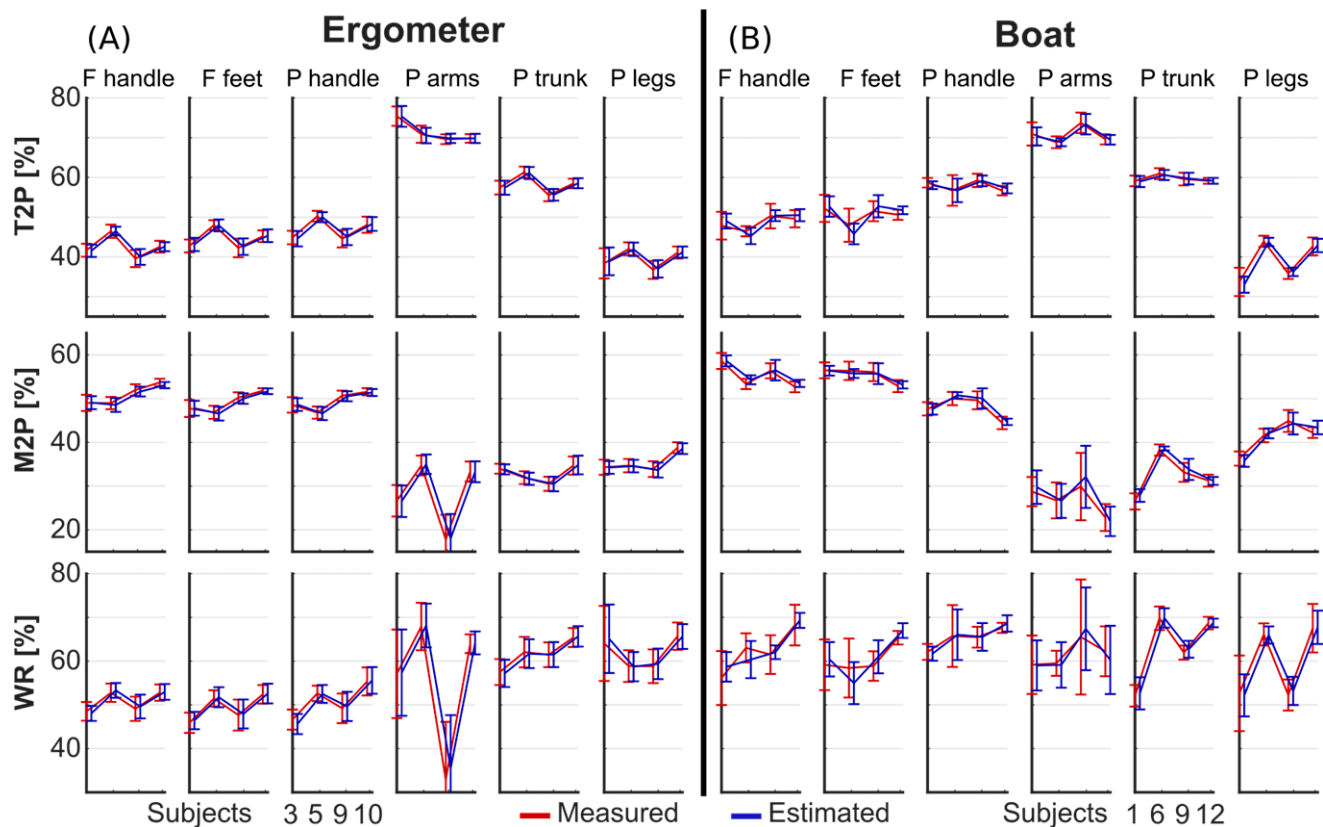 (A) Ergometer (B) Boat
F handle F feet P handle P arms P trunk P legs F handle F feet P handle P arms P trunk P legs
T2P [%]
80
60
40
M2P [%]
60
40
20
WR [%]
80
60
40
Subjects 3 5 9 10 Measured Estimated Subjects 1 6 9 12